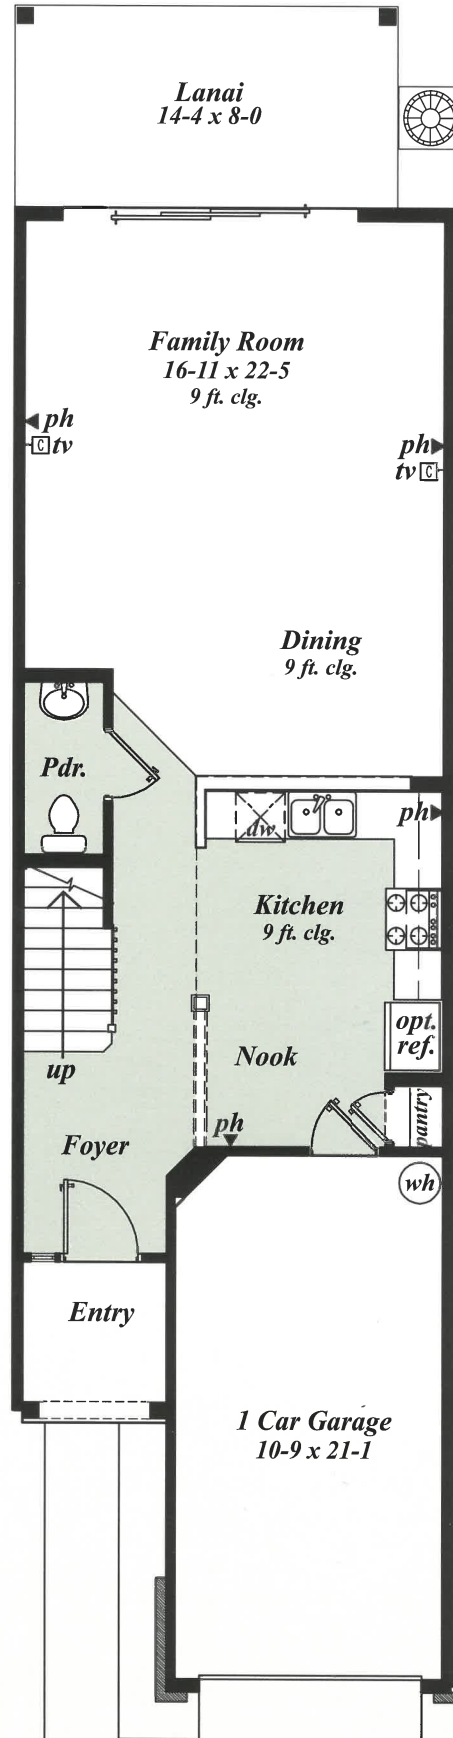 Lanai
14-4 x 8-0
Family Room
16-11 x 22-5
9 ft. clg.
ph
C tv
ph
tv C
Dining
9 ft. clg.
Pdr.
ph
dw
Kitchen
9 ft. clg.
opt.
ref.
Nook
up
pantry
ph
Foyer
wh
Entry
1 Car Garage
10-9 x 21-1